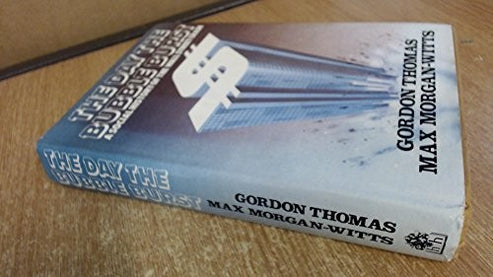 THE DAY THE
BUBBLE BURST
GORDON THOMAS
MAX MORGAN-WITTS
THE DAY THE
BUBBLE BURST
GORDON THOMAS
MAX MORGAN-WITTS